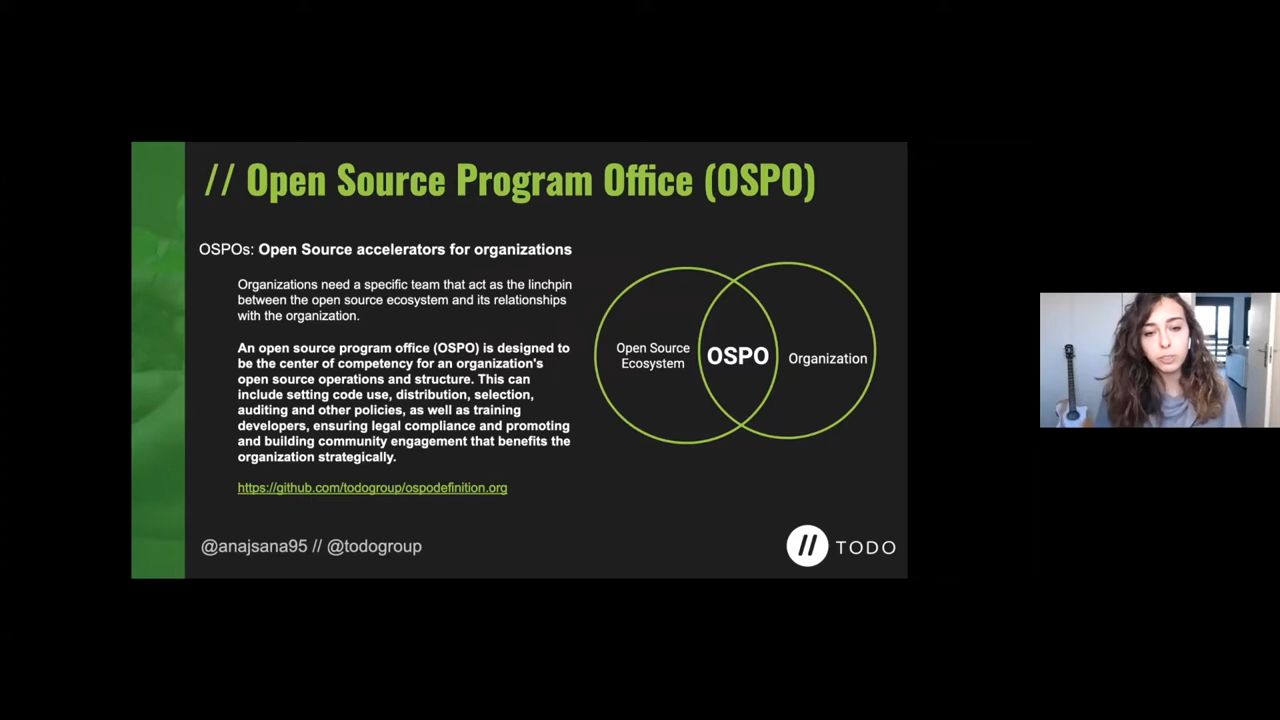 // Open Source Program Office (OSPO)
OSPOs: Open Source accelerators for organizations
Organizations need a specific team that act as the linchpin
between the open source ecosystem and its relationships
with the organization.
An open source program office (OSPO) is designed to
be the center of competency for an organization's
open source operations and structure. This can
include setting code use, distribution, selection,
auditing and other policies, as well as training
developers, ensuring legal compliance and promoting
and building community engagement that benefits the
organization strategically.
https://github.com/todogroup/ospodefinition.org
Open Source
Ecosystem
OSPO
Organization
@anajsana95 // @todogroup
// TODO